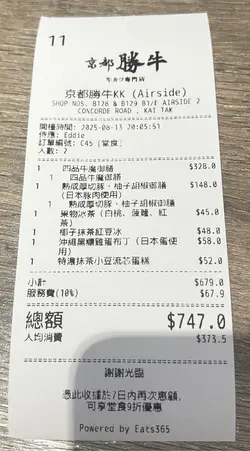 11
京都 勝牛
牛カツ専門店
京都勝牛KK (Airside)
SHOP NOS. B128 & B129 B1/F AIRSIDE 2
CONCORDE ROAD , KAI TAK
開檯時間: 2025-08-13 20:05:51
侍應: Eddie
訂單編號: C45 [堂食]
人數: 2
1 四品牛魔御膳 $328.0
1 四品牛魔御膳
1 熟成厚切豚‧柚子胡椒御膳 $148.0
(日本豚肉使用)
1 熟成厚切豚‧柚子胡椒御膳
1 果物冰茶 (白桃、菠蘿、紅 $45.0
茶)
1 椰子抹茶紅豆冰 $48.0
1 沖繩黑糖雞蛋布丁 (日本蛋使 $58.0
用)
1 特濃抹茶小豆流芯蛋糕 $52.0
小計 $679.0
服務費(10%) $67.9
總額 $747.0
人均消費 $373.5
謝謝光臨
憑此收據於7日內再次惠顧,
可享堂食9折優惠
Powered by Eats365